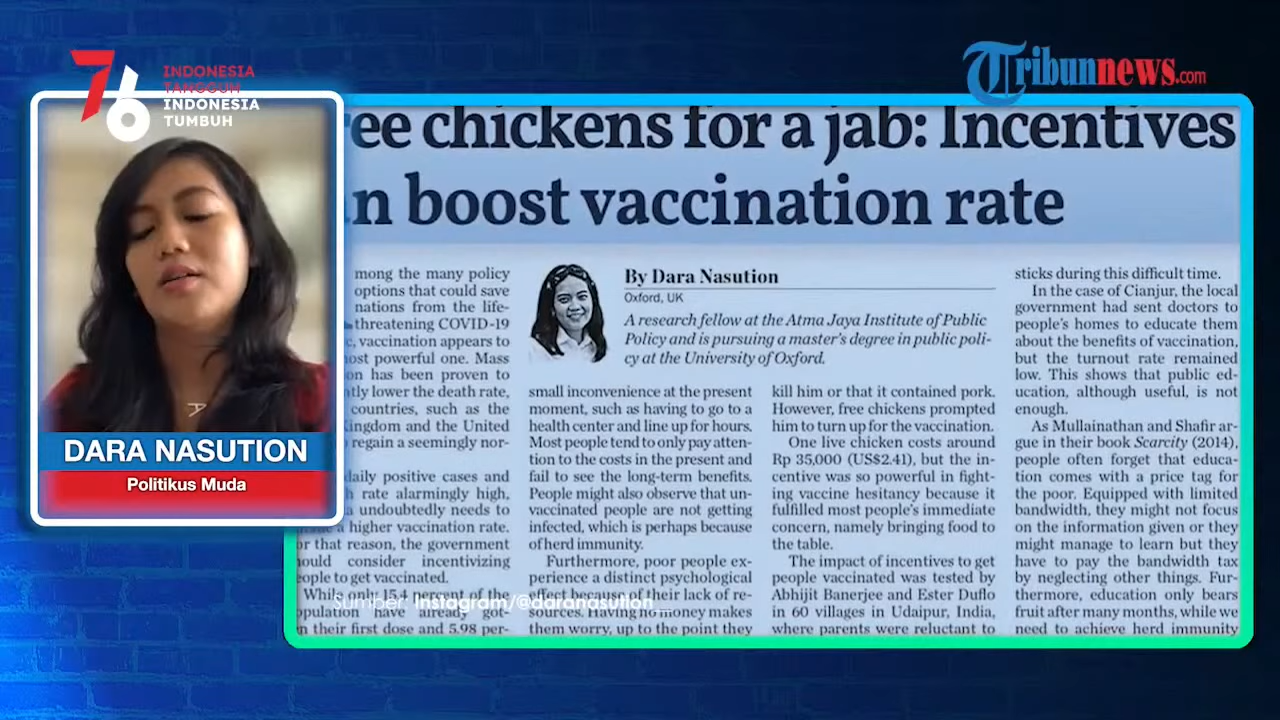 76
INDONESIA
TANGGUH
INDONESIA
TUMBUH
Tribunnews.com
DARA NASUTION
Politikus Muda
ee chickens for a jab: Incentives
n boost vaccination rate
mong the many policy
options that could save
nations from the life-
threatening COVID-19
c, vaccination appears to
ost powerful one. Mass
on has been proven to
tly lower the death rate,
countries, such as the
Kingdom and the United
regain a seemingly nor-
daily positive cases and
h rate alarmingly high,
a undoubtedly needs to
a higher vaccination rate.
or that reason, the government
hould consider incentivizing
eople to get vaccinated.
While only 15.4 percent of the
opulation have already got-
n their first dose and 5.98 per-
By Dara Nasution
Oxford, UK
A research fellow at the Atma Jaya Institute of Public
Policy and is pursuing a master's degree in public poli-
cy at the University of Oxford.
small inconvenience at the present
moment, such as having to go to a
health center and line up for hours.
Most people tend to only pay atten-
tion to the costs in the present and
fail to see the long-term benefits.
People might also observe that un-
vaccinated people are not getting
infected, which is perhaps because
of herd immunity.
Furthermore, poor people ex-
perience a distinct psychological
effect because of their lack of re-
sources. Having no money makes
them worry, up to the point they
kill him or that it contained pork.
However, free chickens prompted
him to turn up for the vaccination.
One live chicken costs around
Rp 35,000 (US$2.41), but the in-
centive was so powerful in fight-
ing vaccine hesitancy because it
fulfilled most people's immediate
concern, namely bringing food to
the table.
The impact of incentives to get
people vaccinated was tested by
Abhijit Banerjee and Ester Duflo
in 60 villages in Udaipur, India,
where parents were reluctant to
sticks during this difficult time.
In the case of Cianjur, the local
government had sent doctors to
people's homes to educate them
about the benefits of vaccination,
but the turnout rate remained
low. This shows that public ed-
ucation, although useful, is not
enough.
As Mullainathan and Shafir ar-
gue in their book Scarcity (2014),
people often forget that educa-
tion comes with a price tag for
the poor. Equipped with limited
bandwidth, they might not focus
on the information given or they
might manage to learn but they
have to pay the bandwidth tax
by neglecting other things. Fur-
thermore, education only bears
fruit after many months, while we
need to achieve herd immunity
Sumber: Instagram/@daranasution